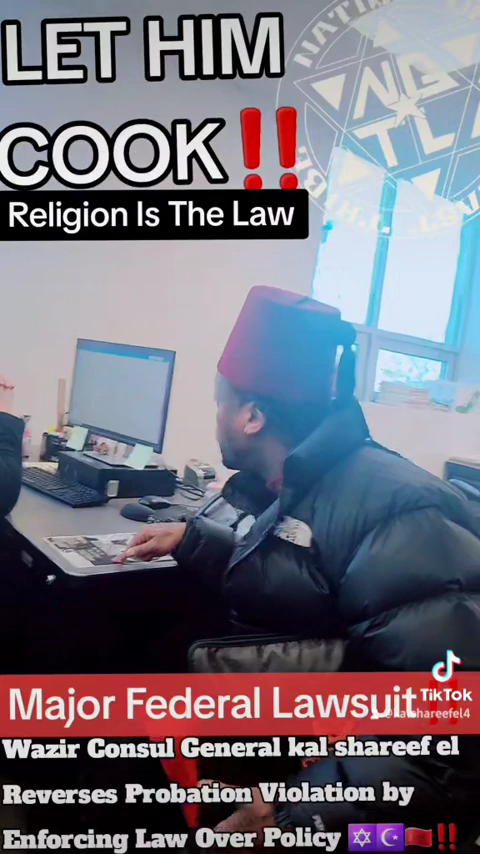 LET HIM
COOK‼️
Religion Is The Law
NGTLA
Major Federal Lawsuit‼️
TikTok
Wazir Consul General kal shareef el
Reverses Probation Violation by
Enforcing Law Over Policy ✡️☪️🇲🇦‼️